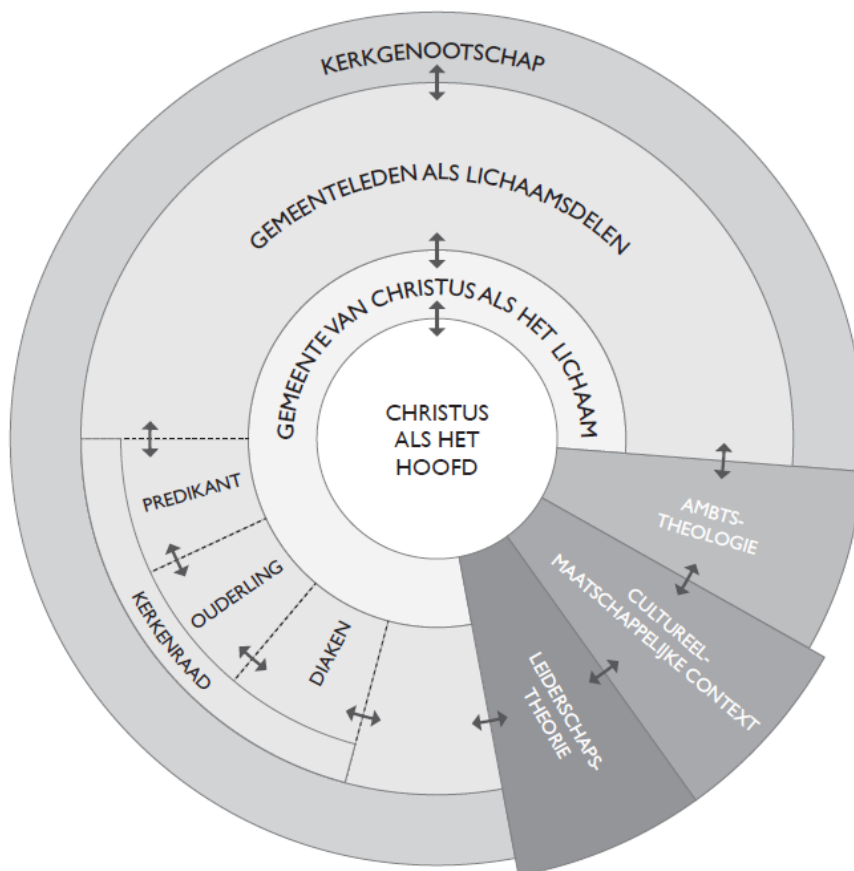 KERKGENOOTSCHAP
GEMEENTELEDEN ALS LICHAAMSDELEN
GEMEENTE VAN CHRISTUS ALS HET LICHAAM
CHRISTUS
ALS HET
HOOFD
PREDIKANT
OUDERLING
DIAKEN
KERKENRAAD
AMBTS-
THEOLOGIE
CULTUREEL-
MAATSCHAPPELIJKE CONTEXT
LEIDERSCHAPS-
THEORIE